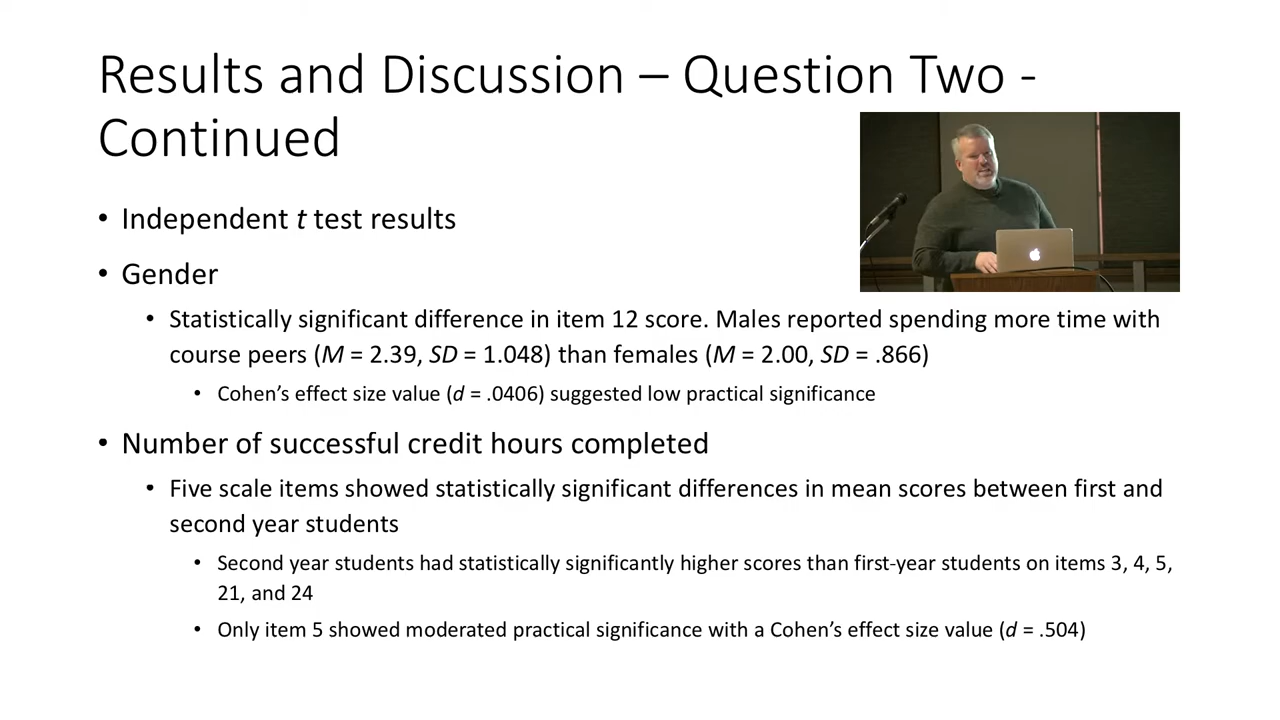 Results and Discussion – Question Two -
Continued
• Independent t test results
• Gender
• Statistically significant difference in item 12 score. Males reported spending more time with
course peers (M = 2.39, SD = 1.048) than females (M = 2.00, SD = .866)
• Cohen's effect size value (d = .0406) suggested low practical significance
• Number of successful credit hours completed
• Five scale items showed statistically significant differences in mean scores between first and
second year students
• Second year students had statistically significantly higher scores than first-year students on items 3, 4, 5,
21, and 24
• Only item 5 showed moderated practical significance with a Cohen's effect size value (d = .504)